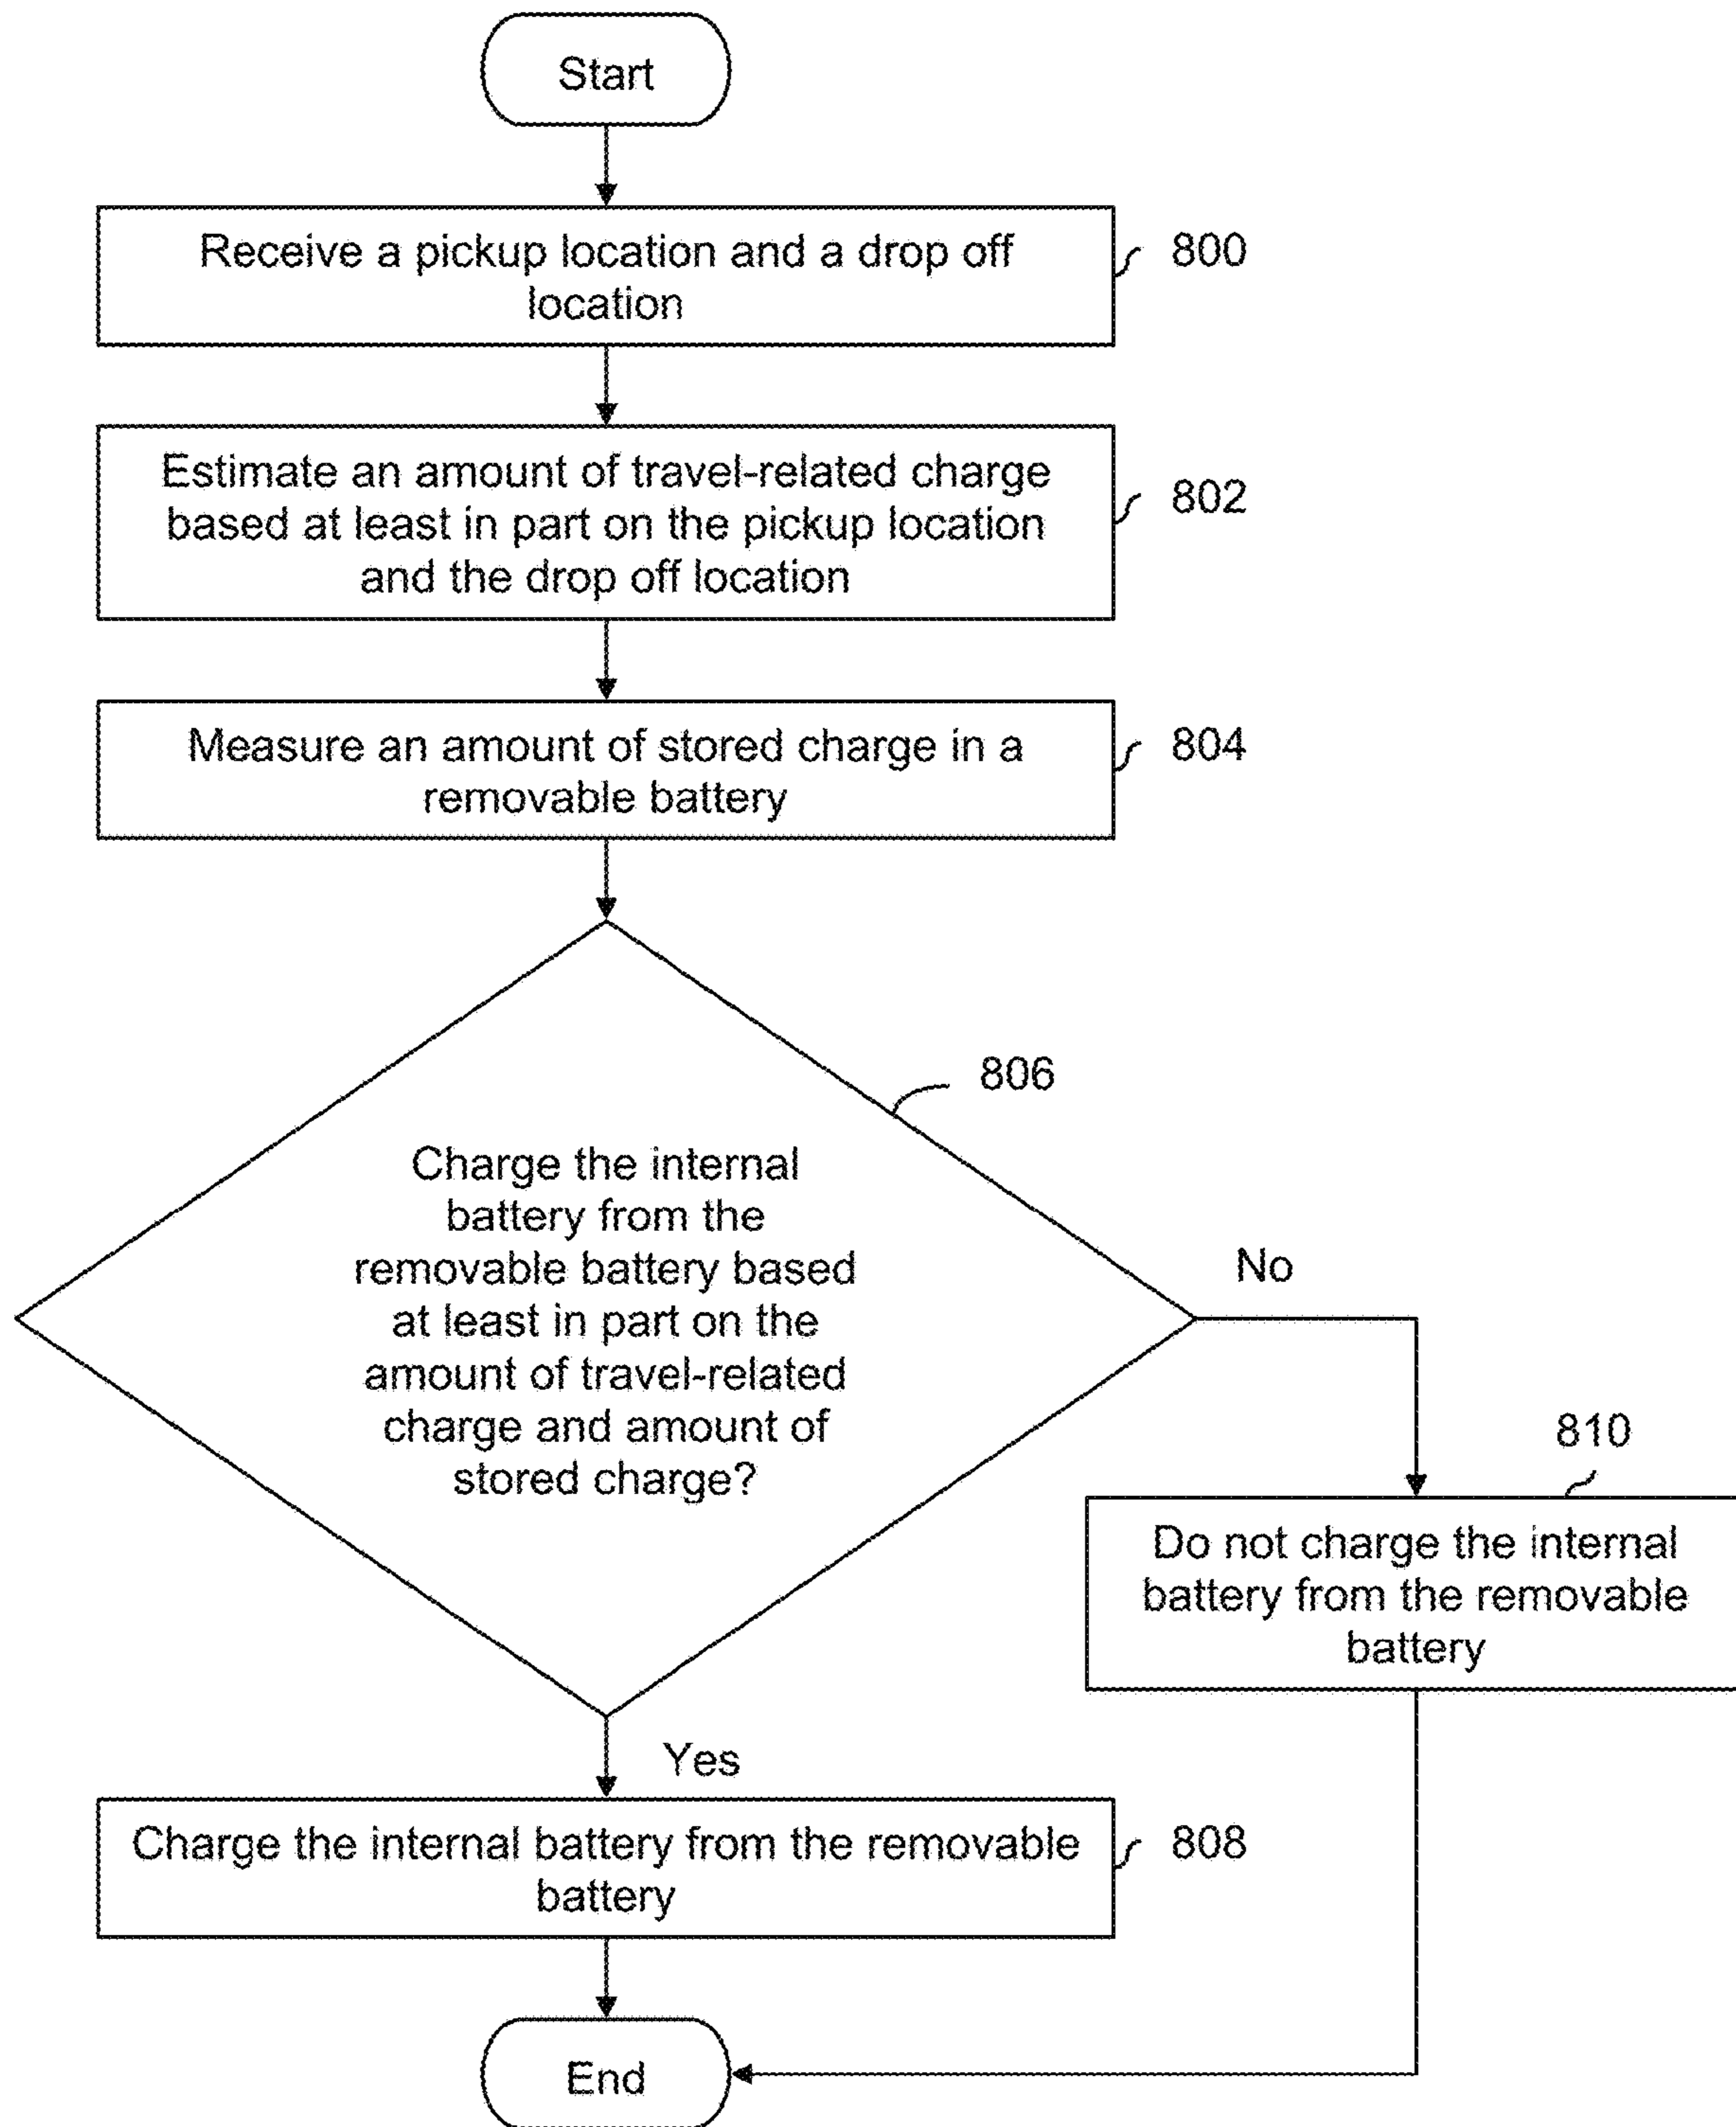 Start
Receive a pickup location and a drop off
location
800
Estimate an amount of travel-related charge
based at least in part on the pickup location
and the drop off location
802
Measure an amount of stored charge in a
removable battery
804
806
Charge the internal
battery from the
removable battery based
at least in part on the
amount of travel-related
charge and amount of
stored charge?
No
810
Do not charge the internal
battery from the removable
battery
Yes
Charge the internal battery from the removable
battery
808
End